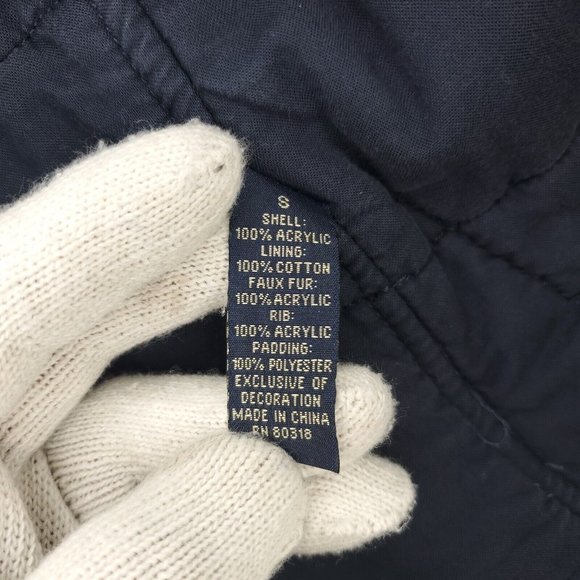 S
SHELL:
100% ACRYLIC
LINING:
100% COTTON
FAUX FUR:
100% ACRYLIC
RIB:
100% ACRYLIC
PADDING:
100% POLYESTER
EXCLUSIVE OF
DECORATION
MADE IN CHINA
RN 80318